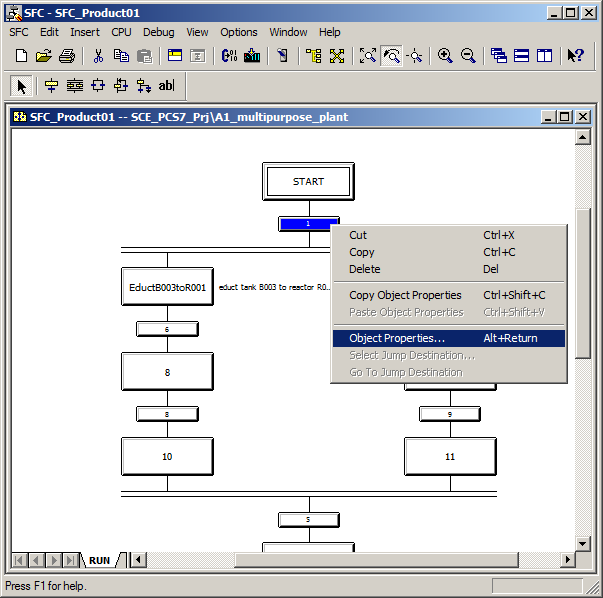 SFC - SFC_Product01
SFC Edit Insert CPU Debug View Options Window Help
abl
SFC_Product01 -- SCE_PCS7_Prj\A1_multipurpose_plant
START
1
Cut Ctrl+X
Copy Ctrl+C
Delete Del
Copy Object Properties Ctrl+Shift+C
Paste Object Properties Ctrl+Shift+V
Object Properties... Alt+Return
Select Jump Destination...
Go To Jump Destination
EductB003toR001 educt tank B003 to reactor R0...
6
8
8 9
10 11
5
RUN
Press F1 for help.